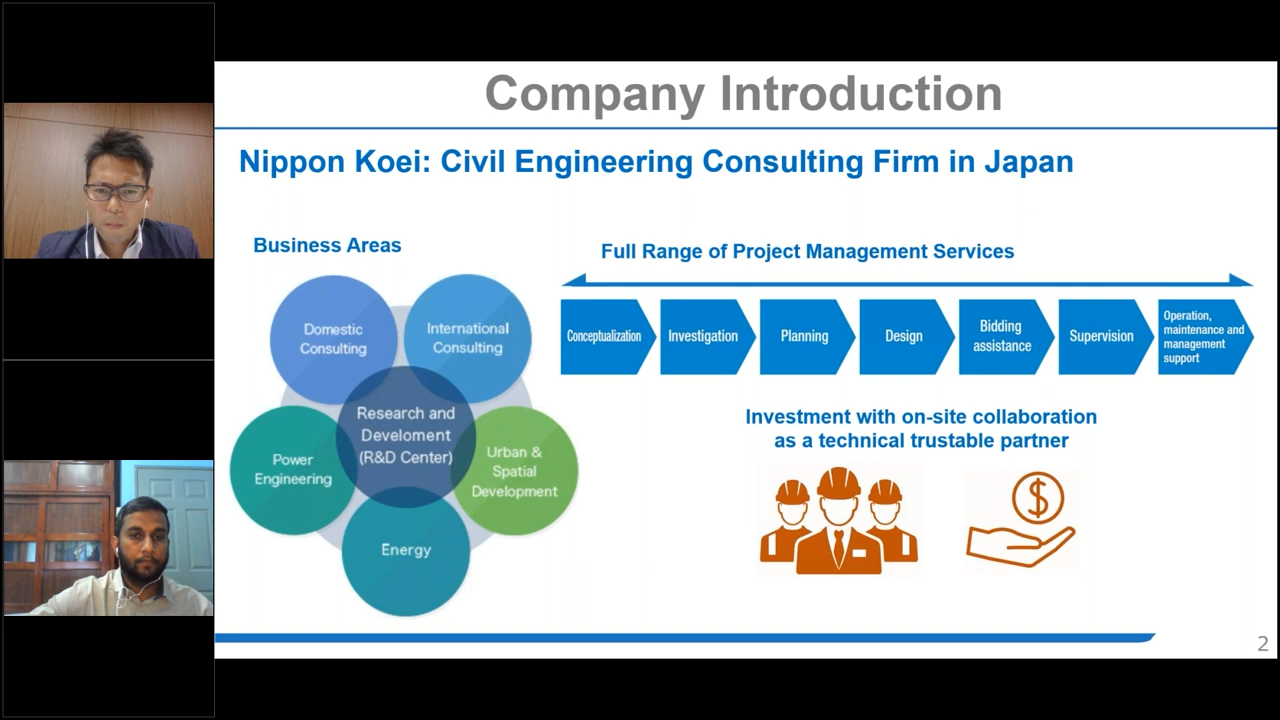 Company Introduction
Nippon Koei: Civil Engineering Consulting Firm in Japan
Business Areas
Domestic
Consulting
International
Consulting
Research and
Develoment
(R&D Center)
Power
Engineering
Urban &
Spatial
Development
Energy
Full Range of Project Management Services
Conceptualization
Investigation
Planning
Design
Bidding
assistance
Supervision
Operation,
maintenance and
management
support
Investment with on-site collaboration
as a technical trustable partner
$
2